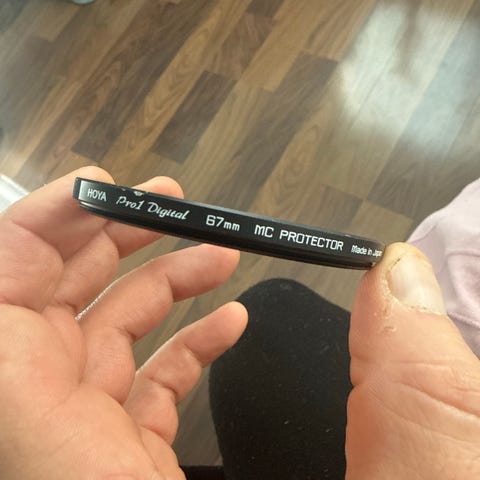 HOYA Pro1 Digital 67mm MC PROTECTOR Made in Japan